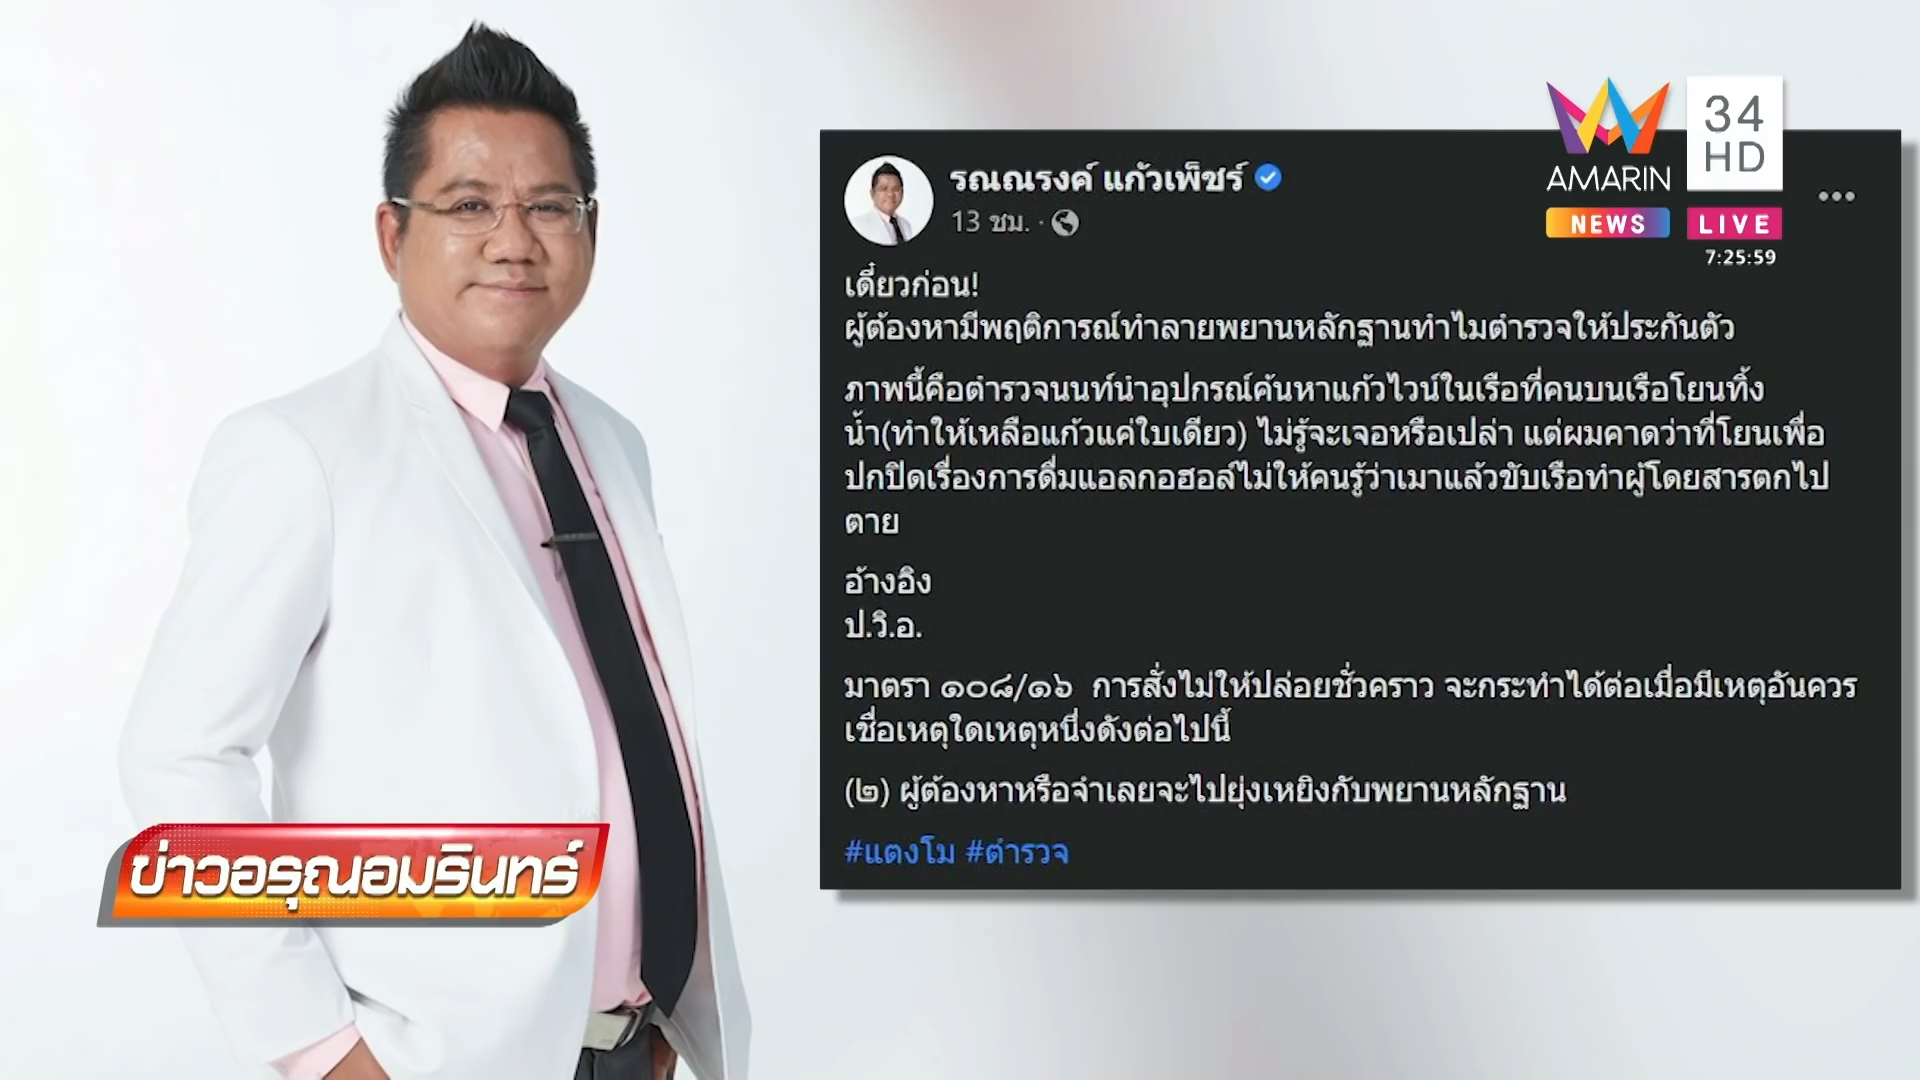 AMARIN
34
HD
NEWS
LIVE
7:25:59
รณณรงค์ แก้วเพ็ชร์
13 ชม. ·
เดี๋ยวก่อน!
ผู้ต้องหามีพฤติการณ์ทำลายพยานหลักฐานทำไมตำรวจให้ประกันตัว
ภาพนี้คือตำรวจนนท์นำอุปกรณ์ค้นหาแก้วไวน์ในเรือที่คนบนเรือโยนทิ้ง
น้ำ(ทำให้เหลือแก้วแค่ใบเดียว) ไม่รู้จะเจอหรือเปล่า แต่ผมคาดว่าที่โยนเพื่อ
ปกปิดเรื่องการดื่มแอลกอฮอล์ไม่ให้คนรู้ว่าเมาแล้วขับเรือทำผู้โดยสารตกไป
ตาย
อ้างอิง
ป.วิ.อ.
มาตรา ๑๐๘/๑๖ การสั่งไม่ให้ปล่อยชั่วคราว จะกระทำได้ต่อเมื่อมีเหตุอันควร
เชื่อเหตุใดเหตุหนึ่งดังต่อไปนี้
(๒) ผู้ต้องหาหรือจำเลยจะไปยุ่งเหยิงกับพยานหลักฐาน
#แตงโม #ตำรวจ
ข่าวอรุณอมรินทร์